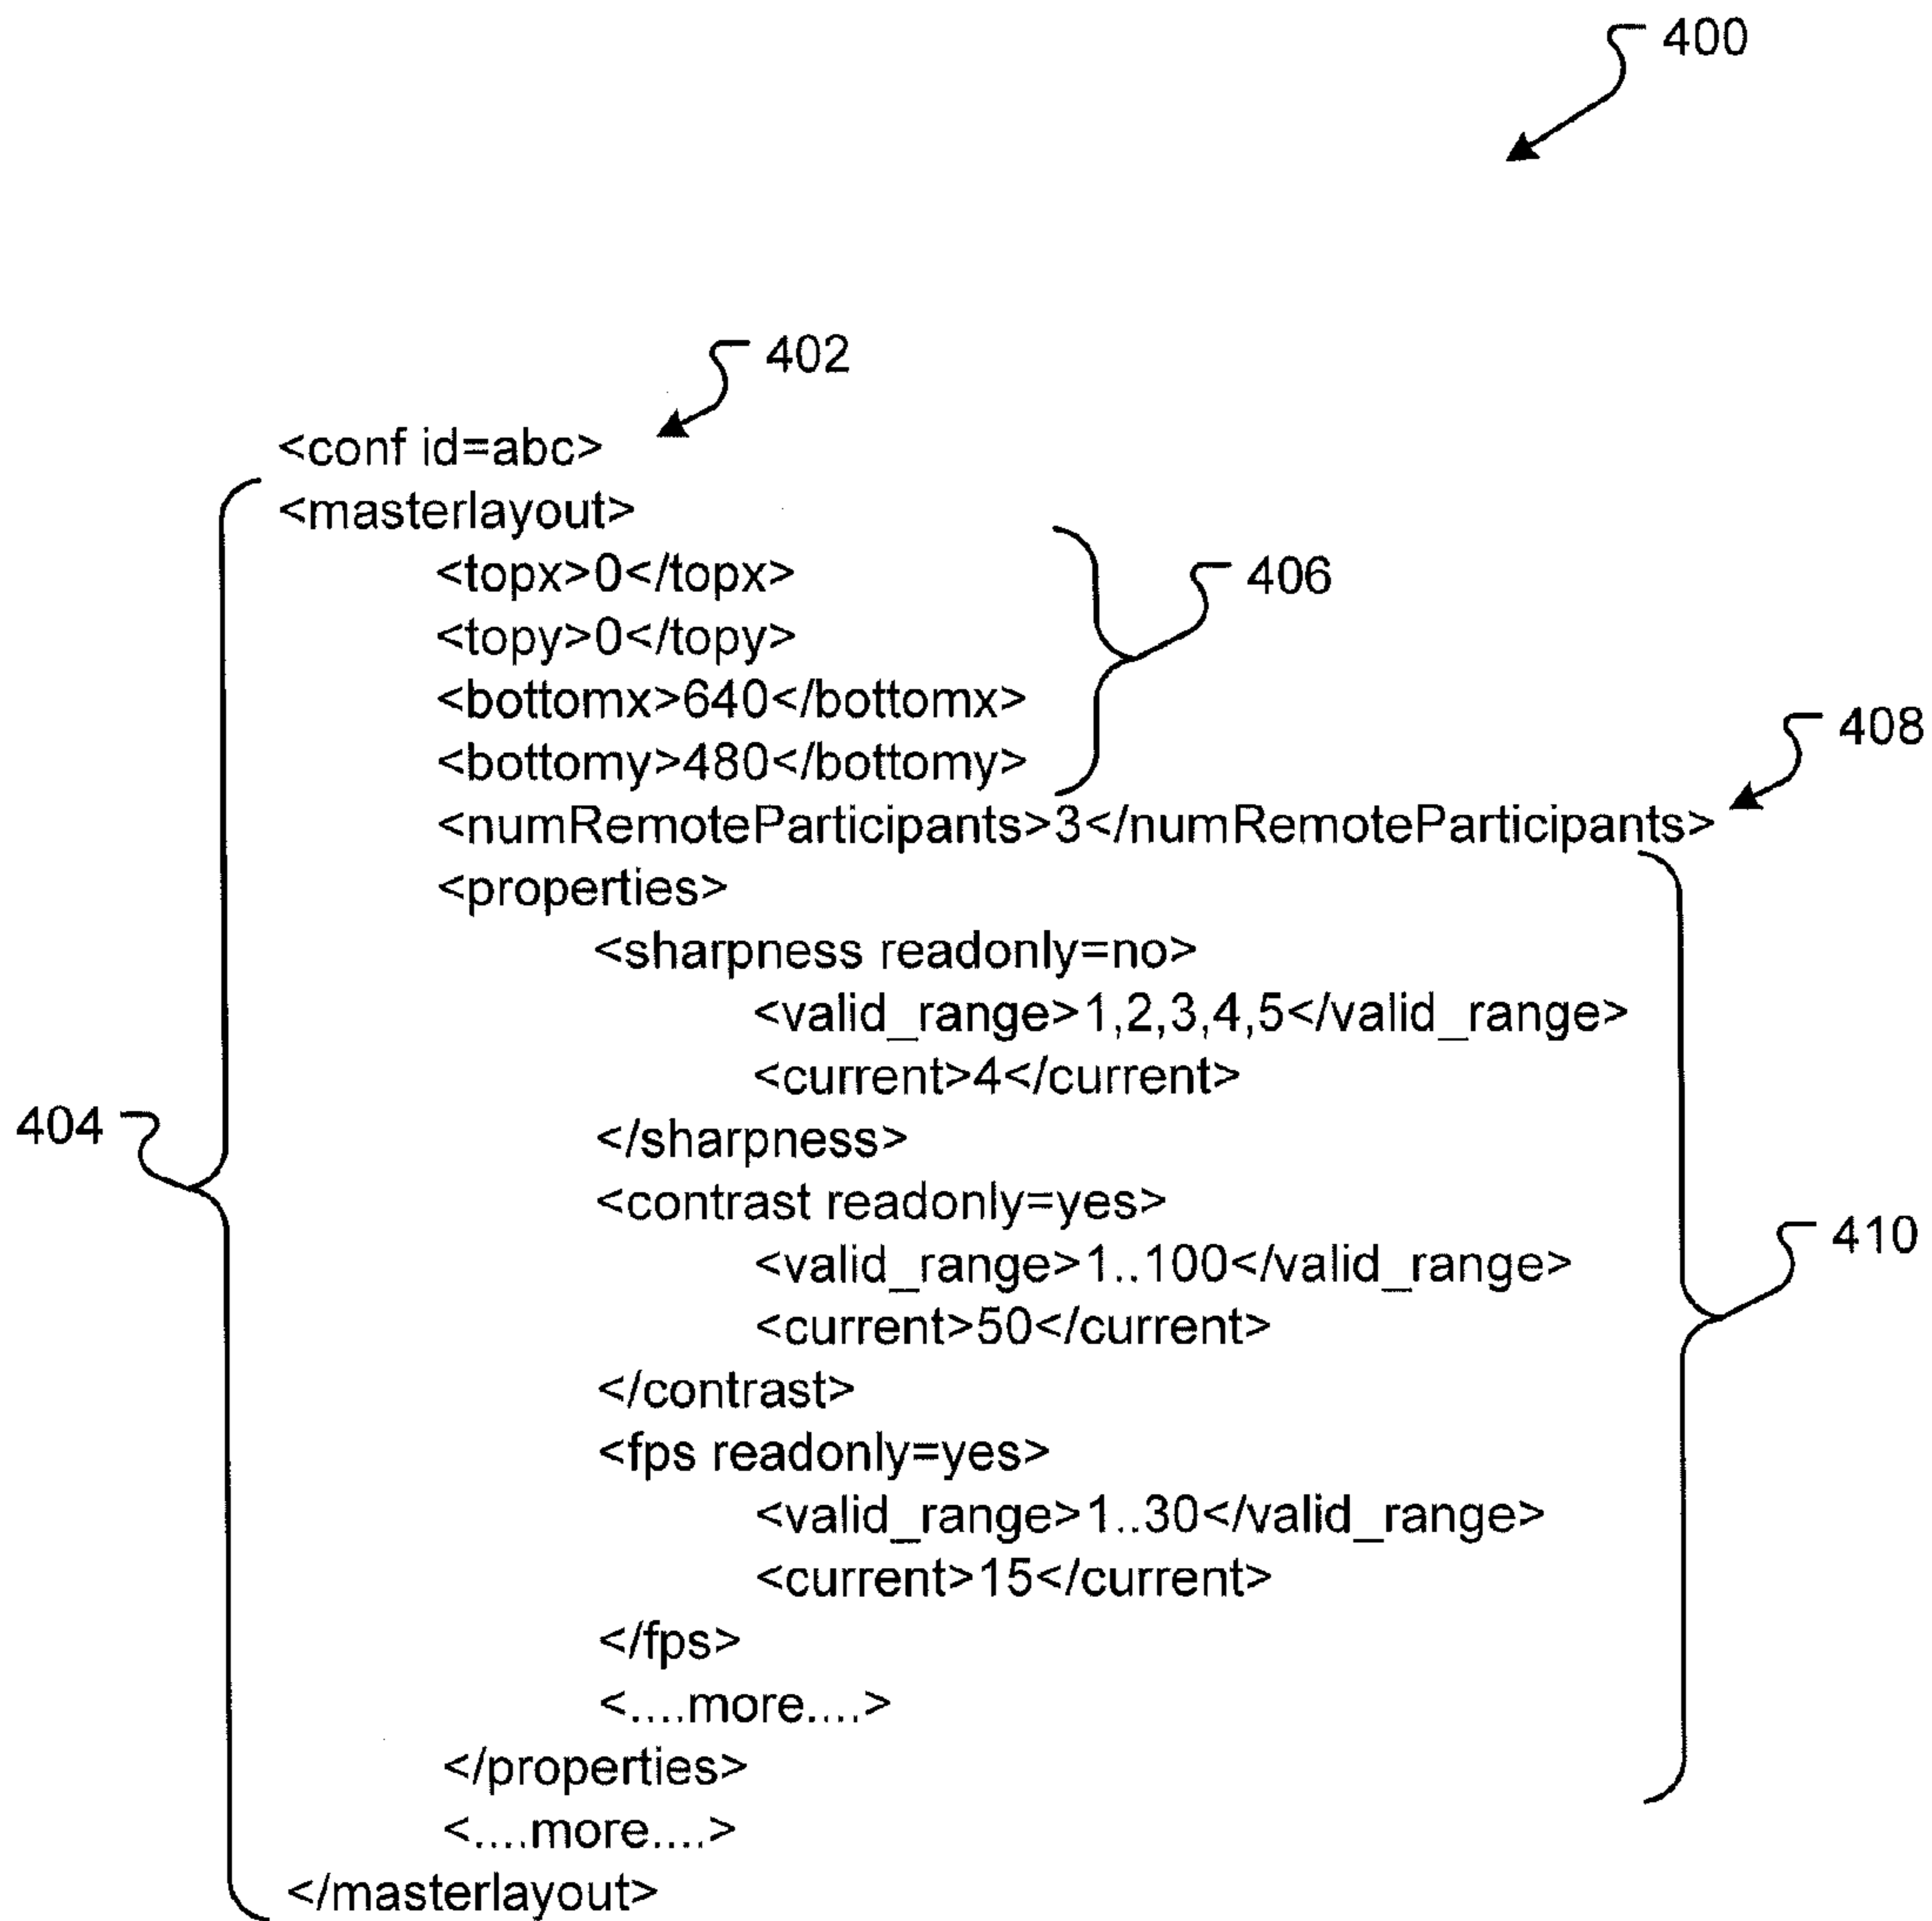 400
402
<conf id=abc>
<masterlayout>
<topx>0</topx>
406
<topy>0</topy>
<bottomx>640</bottomx>
408
<bottomy>480</bottomy>
<numRemoteParticipants>3</numRemoteParticipants>
<properties>
<sharpness readonly=no>
<valid_range>1,2,3,4,5</valid_range>
<current>4</current>
404
</sharpness>
<contrast readonly=yes>
410
<valid_range>1..100</valid_range>
<current>50</current>
</contrast>
<fps readonly=yes>
<valid_range>1..30</valid_range>
<current>15</current>
</fps>
<....more....>
</properties>
<....more....>
</masterlayout>